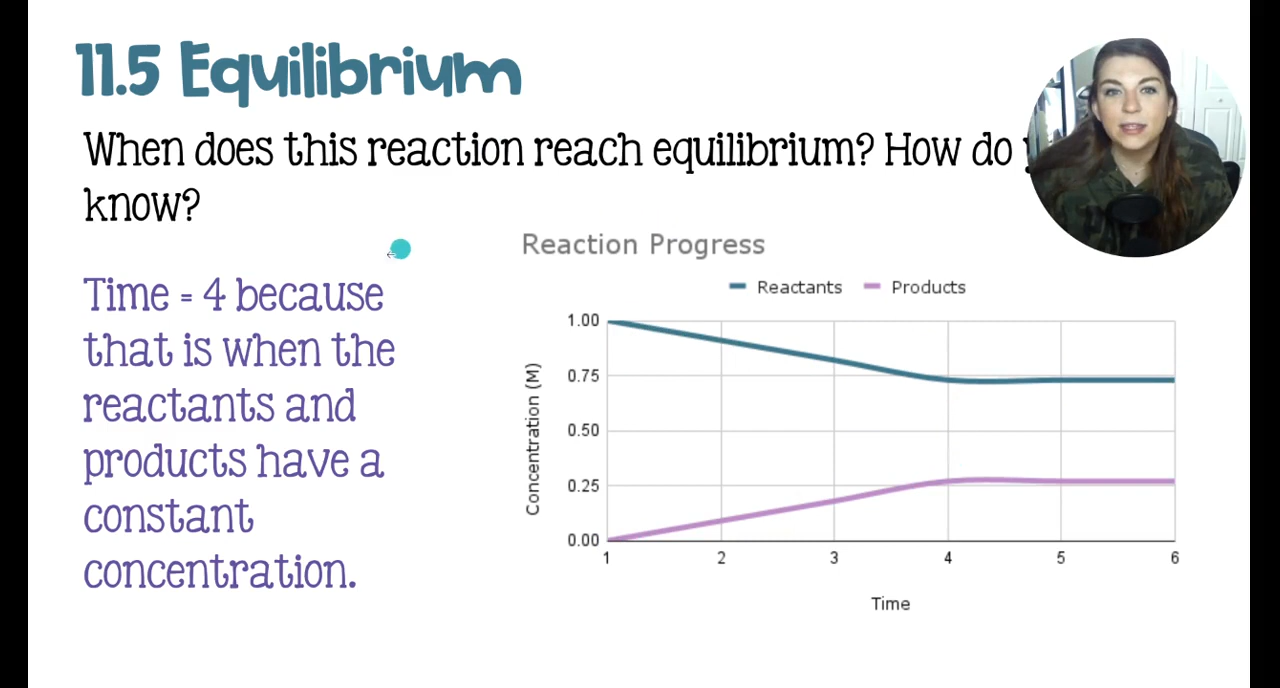 11.5 Equilibrium
When does this reaction reach equilibrium? How do
know?
Time = 4 because
that is when the
reactants and
products have a
constant
concentration.
Reaction Progress
Reactants Products
Concentration (M)
1.00
0.75
0.50
0.25
0.00
1 2 3 4 5 6
Time